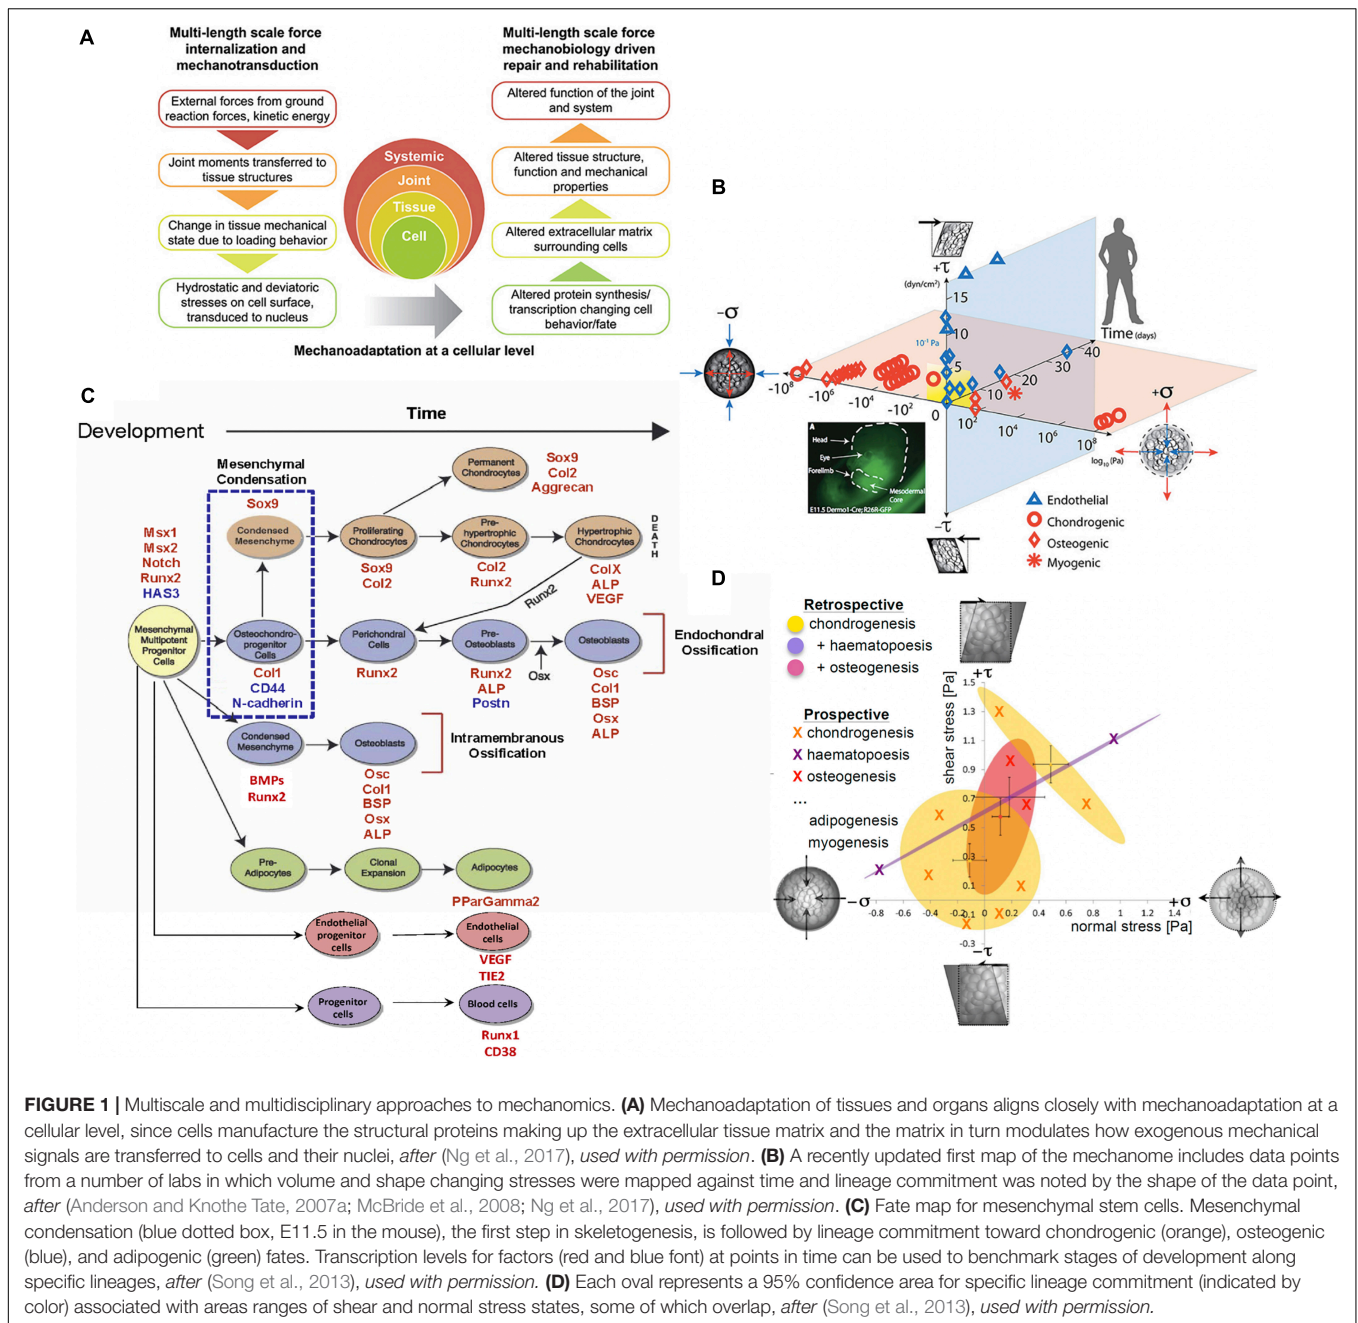 A
Multi-length scale force
internalization and
mechanotransduction
External forces from ground
reaction forces, kinetic energy
Joint moments transferred to
tissue structures
Change in tissue mechanical
state due to loading behavior
Hydrostatic and deviatoric
stresses on cell surface,
transduced to nucleus
Systemic
Joint
Tissue
Cell
Multi-length scale force
mechanobiology driven
repair and rehabilitation
Altered function of the joint
and system
Altered tissue structure,
function and mechanical
properties
Altered extracellular matrix
surrounding cells
Altered protein synthesis/
transcription changing cell
behavior/fate
Mechanoadaptation at a cellular level
B
+τ
(dyn/cm²)
15
10
10⁻¹ Pa
5
0
-σ
-10⁸
-10⁶
-10⁴
-10²
10²
10⁴
10⁶
10⁸
log₁₀ (Pa)
10
20
30
40
Time (days)
+σ
-τ
A
Head
Eye
Forelimb
Mesodermal
Core
E11.5 Dermo1-Cre; R26R-GFP
Endothelial
Chondrogenic
Osteogenic
Myogenic
C
Time
Development
Mesenchymal
Condensation
Sox9
Condensed
Mesenchyme
Msx1
Msx2
Notch
Runx2
HAS3
Mesenchymal
Multipotent
Progenitor
Cells
Osteochondro-
progenitor
Cells
Col1
CD44
N-cadherin
Permanent
Chondrocytes
Sox9
Col2
Aggrecan
Proliferating
Chondrocytes
Sox9
Col2
Pre-
hypertrophic
Chondrocytes
Col2
Runx2
Hypertrophic
Chondrocytes
ColX
ALP
VEGF
DEATH
Runx2
Perichondral
Cells
Runx2
Pre-
Osteoblasts
Runx2
ALP
Postn
Osx
Osteoblasts
Osc
Col1
BSP
Osx
ALP
Endochondral
Ossification
Condensed
Mesenchyme
BMPs
Runx2
Osteoblasts
Osc
Col1
BSP
Osx
ALP
Intramembranous
Ossification
Pre-
Adipocytes
Clonal
Expansion
Adipocytes
PParGamma2
Endothelial
progenitor
cells
Endothelial
cells
VEGF
TIE2
Progenitor
cells
Blood cells
Runx1
CD38
D
Retrospective
chondrogenesis
+ haematopoesis
+ osteogenesis
Prospective
X chondrogenesis
X haematopoesis
X osteogenesis
...
adipogenesis
myogenesis
+τ
shear stress [Pa]
1.5
1.3
1.1
0.9
0.7
0.5
0.3
0.1
-0.1
-0.3
-τ
-σ
-0.8 -0.6 -0.4 -0.2 0 0.2 0.4 0.6 0.8 1 1.2 1.4
+σ
normal stress [Pa]
FIGURE 1 | Multiscale and multidisciplinary approaches to mechanomics. (A) Mechanoadaptation of tissues and organs aligns closely with mechanoadaptation at a
cellular level, since cells manufacture the structural proteins making up the extracellular tissue matrix and the matrix in turn modulates how exogenous mechanical
signals are transferred to cells and their nuclei, after (Ng et al., 2017), used with permission. (B) A recently updated first map of the mechanome includes data points
from a number of labs in which volume and shape changing stresses were mapped against time and lineage commitment was noted by the shape of the data point,
after (Anderson and Knothe Tate, 2007a; McBride et al., 2008; Ng et al., 2017), used with permission. (C) Fate map for mesenchymal stem cells. Mesenchymal
condensation (blue dotted box, E11.5 in the mouse), the first step in skeletogenesis, is followed by lineage commitment toward chondrogenic (orange), osteogenic
(blue), and adipogenic (green) fates. Transcription levels for factors (red and blue font) at points in time can be used to benchmark stages of development along
specific lineages, after (Song et al., 2013), used with permission. (D) Each oval represents a 95% confidence area for specific lineage commitment (indicated by
color) associated with areas ranges of shear and normal stress states, some of which overlap, after (Song et al., 2013), used with permission.